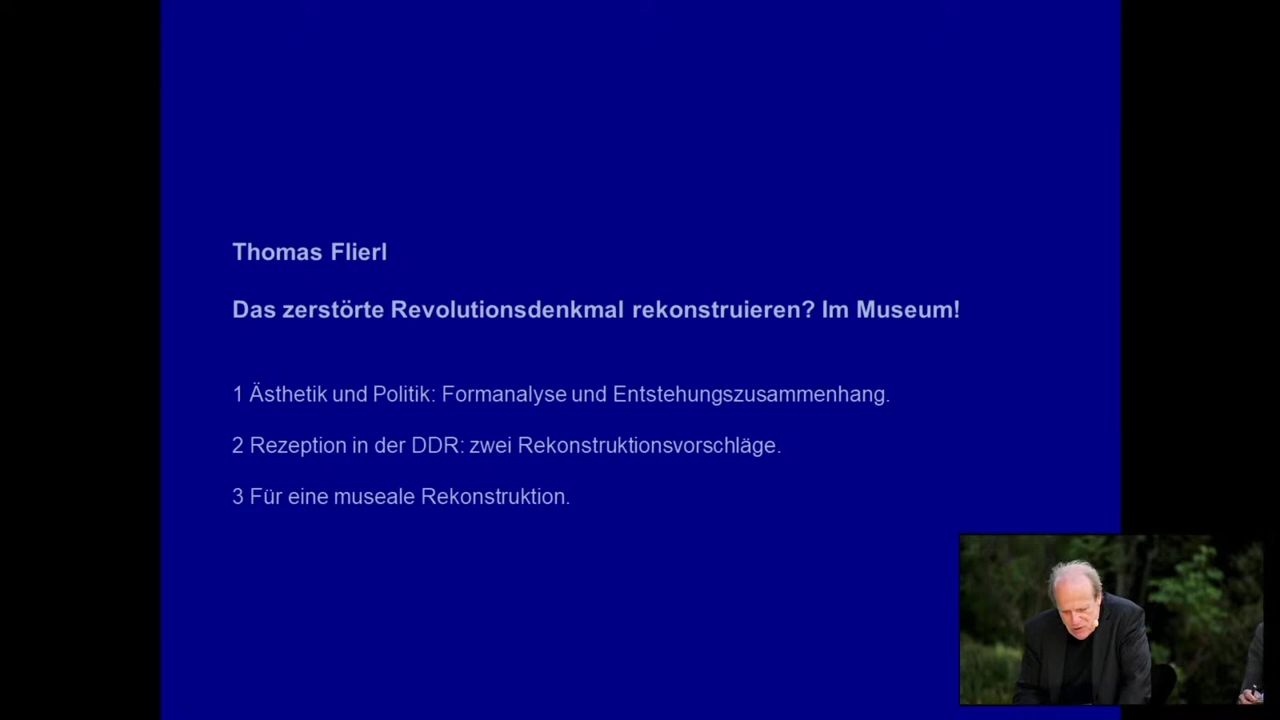 Thomas Flierl
Das zerstörte Revolutionsdenkmal rekonstruieren? Im Museum!
1 Ästhetik und Politik: Formanalyse und Entstehungszusammenhang.
2 Rezeption in der DDR: zwei Rekonstruktionsvorschläge.
3 Für eine museale Rekonstruktion.